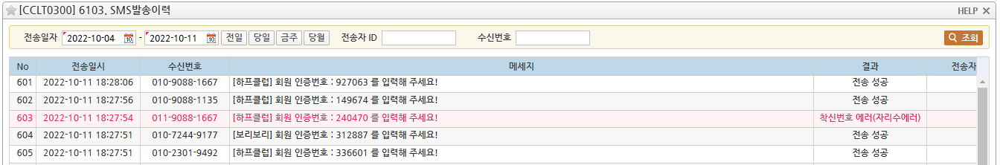 [CCLT0300] 6103. SMS발송이력 HELP
전송일자 2022-10-04 - 2022-10-11 전일 당일 금주 당월 전송자 ID 수신번호 조회
No 전송일시 수신번호 메세지 결과 전송자
601 2022-10-11 18:28:06 010-9088-1667 [하프클럽] 회원 인증번호 : 927063 를 입력해 주세요! 전송 성공
602 2022-10-11 18:27:56 010-9088-1135 [하프클럽] 회원 인증번호 : 149674 를 입력해 주세요! 전송 성공
603 2022-10-11 18:27:54 011-9088-1667 [하프클럽] 회원 인증번호 : 240470 를 입력해 주세요! 착신번호 에러(자리수에러)
604 2022-10-11 18:27:51 010-7244-9177 [보리보리] 회원 인증번호 : 312887 를 입력해 주세요! 전송 성공
605 2022-10-11 18:27:51 010-2301-9492 [하프클럽] 회원 인증번호 : 336601 를 입력해 주세요! 전송 성공